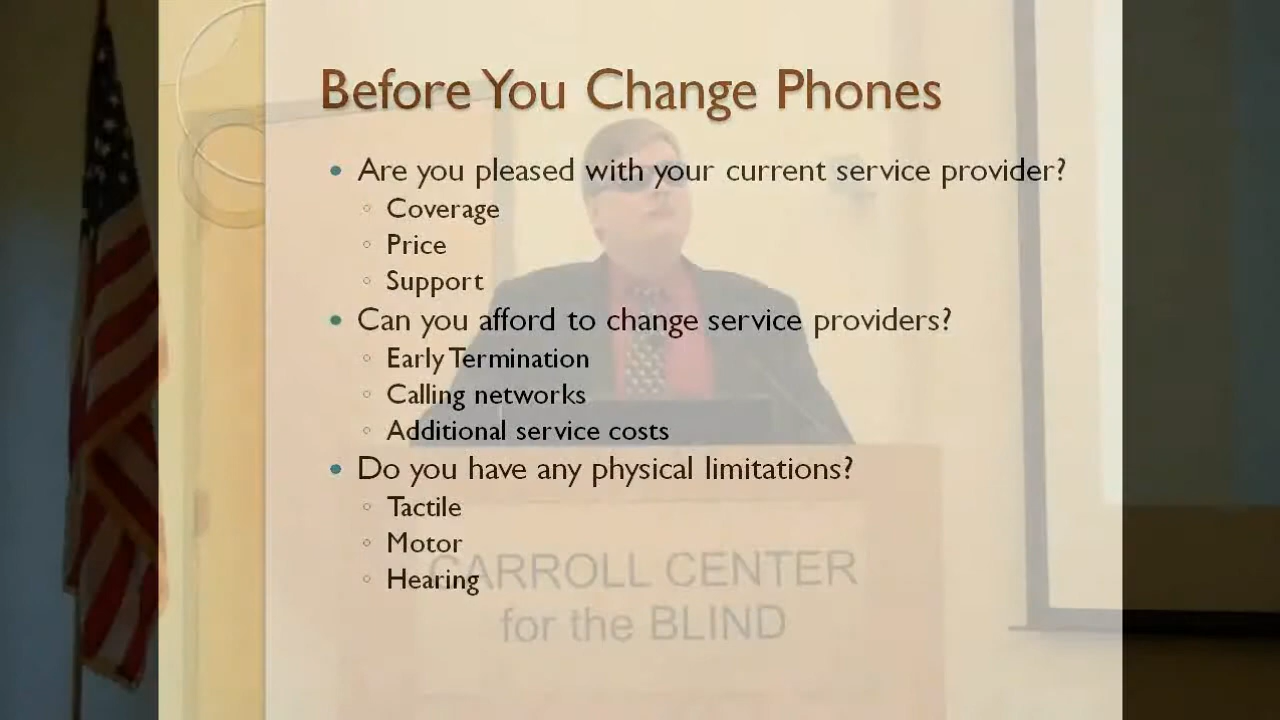 Before You Change Phones
• Are you pleased with your current service provider?
◦ Coverage
◦ Price
◦ Support
• Can you afford to change service providers?
◦ Early Termination
◦ Calling networks
◦ Additional service costs
• Do you have any physical limitations?
◦ Tactile
◦ Motor
◦ Hearing
CARROLL CENTER
for the BLIND